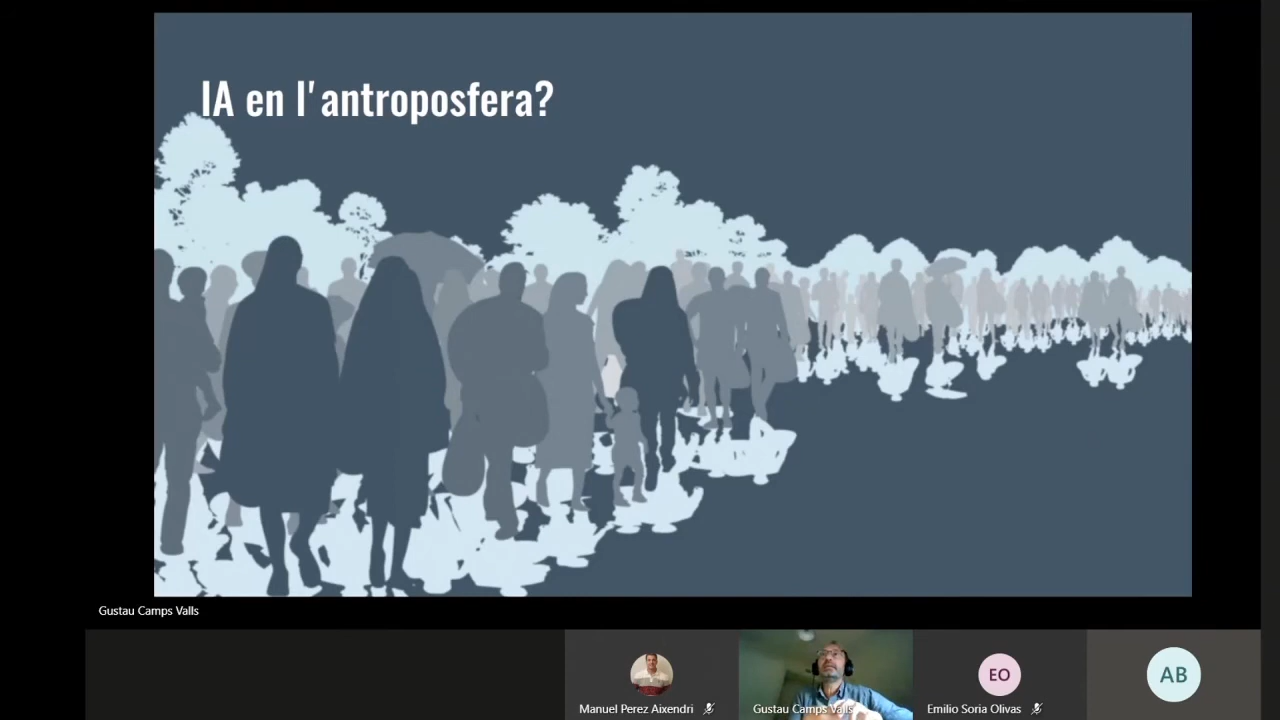 IA en l'antroposfera?
Gustau Camps Valls
EO
AB
Manuel Perez Aixendri
Gustau Camps Valls
Emilio Soria Olivas